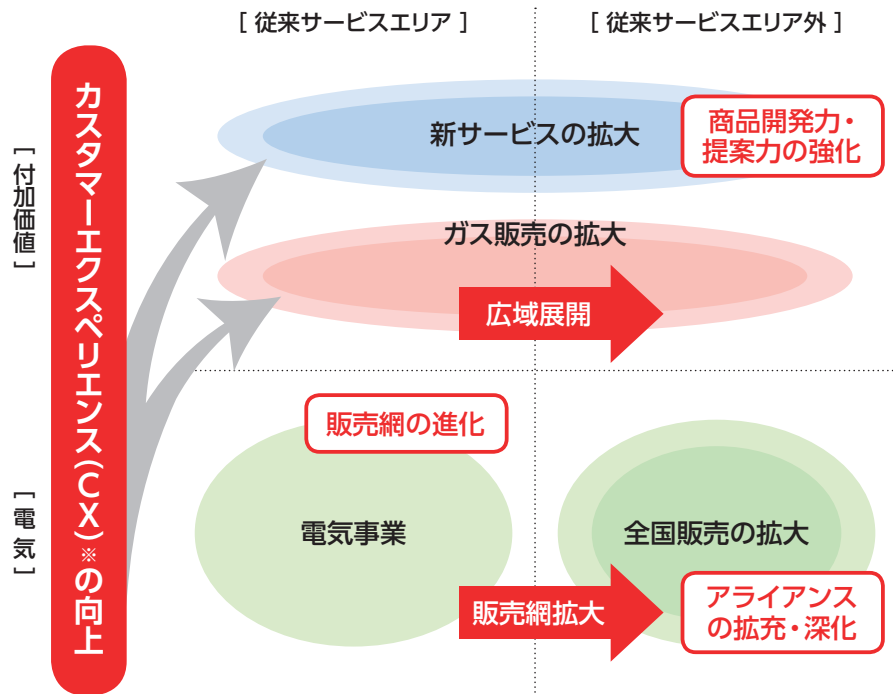 [ 従来サービスエリア ]
[ 従来サービスエリア外 ]
[ 付加価値 ]
[ 電気 ]
カスタマーエクスペリエンス(CX)※の向上
新サービスの拡大
商品開発力・
提案力の強化
ガス販売の拡大
広域展開
販売網の進化
電気事業
全国販売の拡大
販売網拡大
アライアンス
の拡充・深化